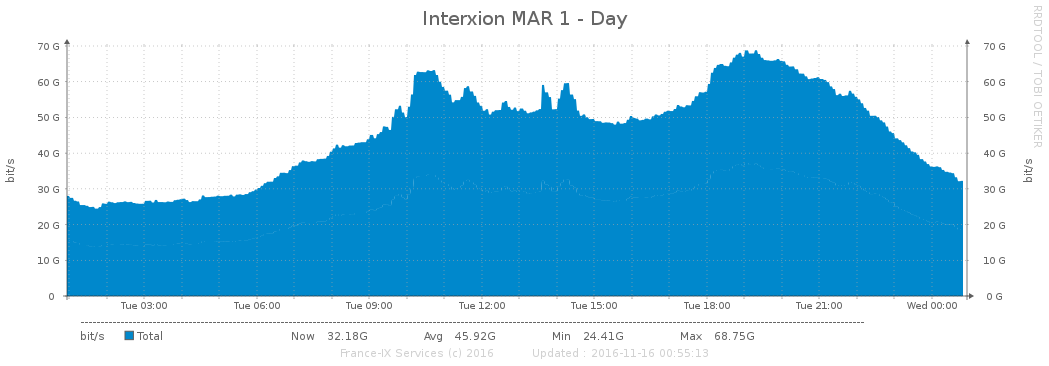 Interxion MAR 1 - Day
RRDTOOL / TOBI OETIKER
70 G 70 G
60 G 60 G
50 G 50 G
40 G 40 G
30 G 30 G
20 G 20 G
10 G 10 G
0 0 G
bit/s bit/s
Tue 03:00 Tue 06:00 Tue 09:00 Tue 12:00 Tue 15:00 Tue 18:00 Tue 21:00 Wed 00:00
bit/s Total Now 32.18G Avg 45.92G Min 24.41G Max 68.75G
France-IX Services (c) 2016 Updated : 2016-11-16 00:55:13